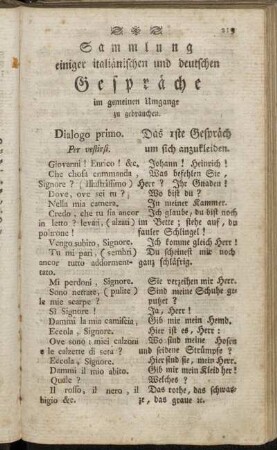 219
Sammlung
einiger italiänischen und deutschen
Gespräche
im gemeinen Umgange
zu gebrauchen.
Dialogo primo. Das 1ste Gespräch
Per vestirsi. um sich anzukleiden.
Giovanni! Enrico! &c, Johann! Heinrich!
Che chosa commanda, Was befehlen Sie,
Signore? (Illustrissimo) Herr? Ihr Gnaden!
Dove, ove sei tu?; Wo bist du?
Nella mia camera. In meiner Kammer.
Credo, che tu sia ancor Ich glaube, du bist noch
in letto? levati, (alzati) im Bette; stehe auf, du
poltrone! fauler Schlingel!
Vengo subito, Signore. Ich komme gleich Herr!
Tu mi pari, (sembri) Du scheinest mir noch
ancor tutto addormen- ganz schläfrig.
tato.
Mi perdoni, Signore. Sie verzeihen mir Herr.
Sono nettate, (pulite) Sind meine Schuhe ge-
le mie scarpe? putzet?
Si Signore! Ja, Herr!
Dammi la mia camiscia, Gib mir mein Hemd.
Eccola, Signore. Hier ist es, Herr:
Ove sono i miei calzoni Wo sind meine Hosen
e le calzette di seta? und seidene Strümpfe?
Eccola, Signore. Hier sind sie, mein Herr.
Dammi il mio abito. Gib mir mein Kleid her!
Quale? Welches?
Il rosso, il nero, il Das rothe, das schwar-
bigio &c. ze, das graue ꝛc.